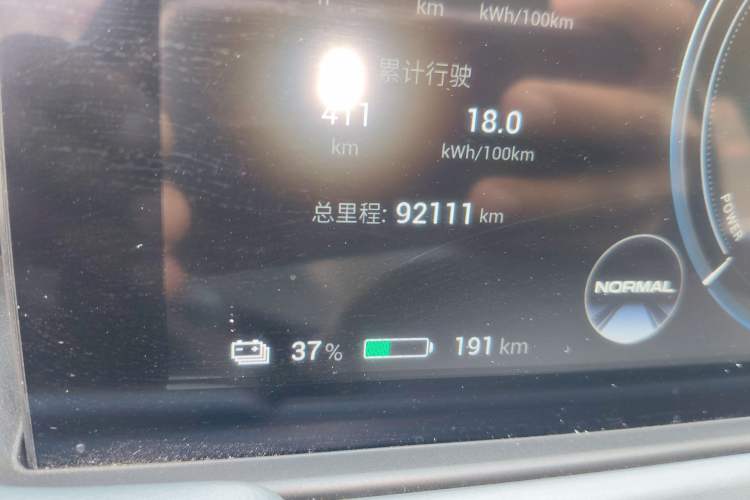 km kWh/100km
累计行驶
411 18.0
km kWh/100km
总里程: 92111 km
POWER
NORMAL
37% 191 km